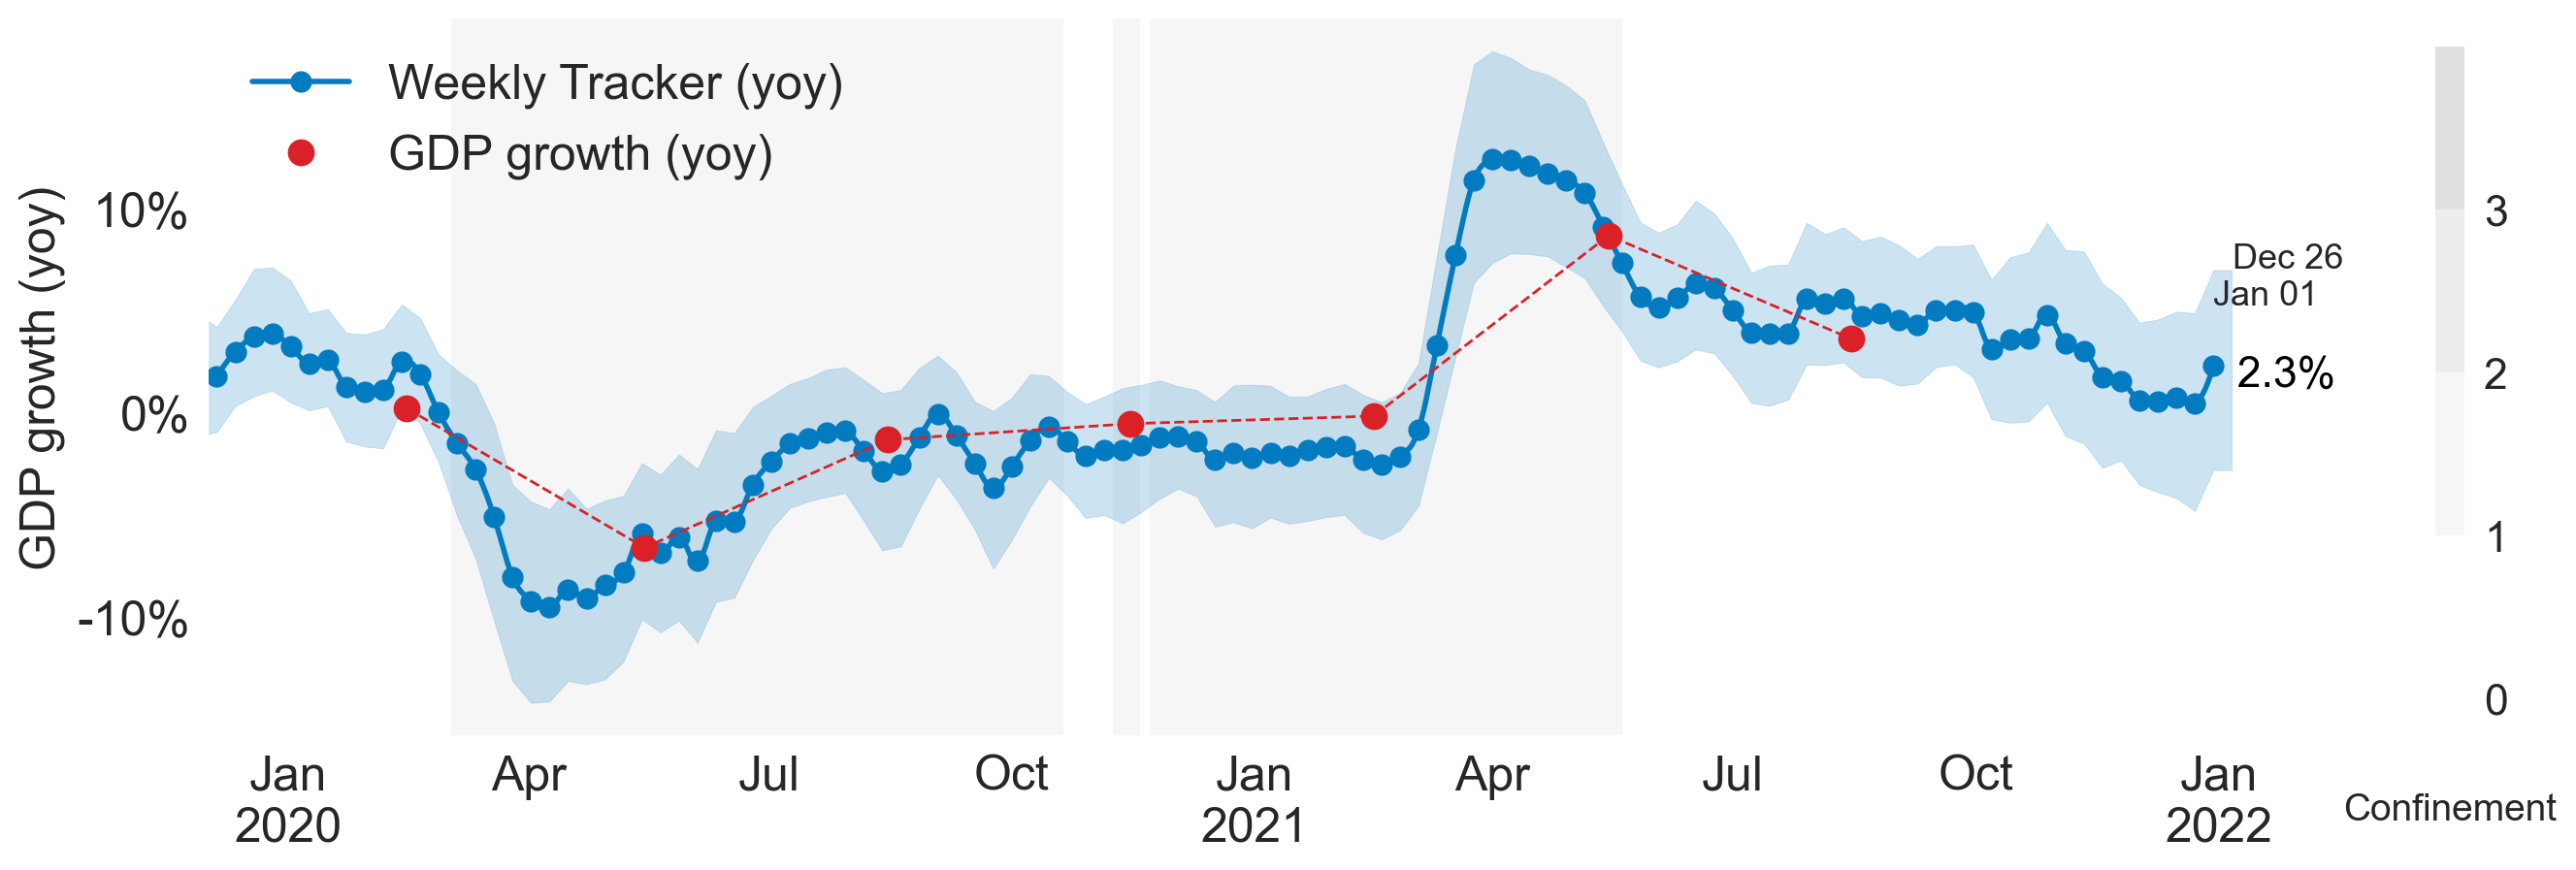 Weekly Tracker (yoy)
GDP growth (yoy)
GDP growth (yoy)
10%
0%
-10%
Dec 26
Jan 01
2.3%
3
2
1
0
Jan Apr Jul Oct Jan Apr Jul Oct Jan
2020 2021 2022
Confinement